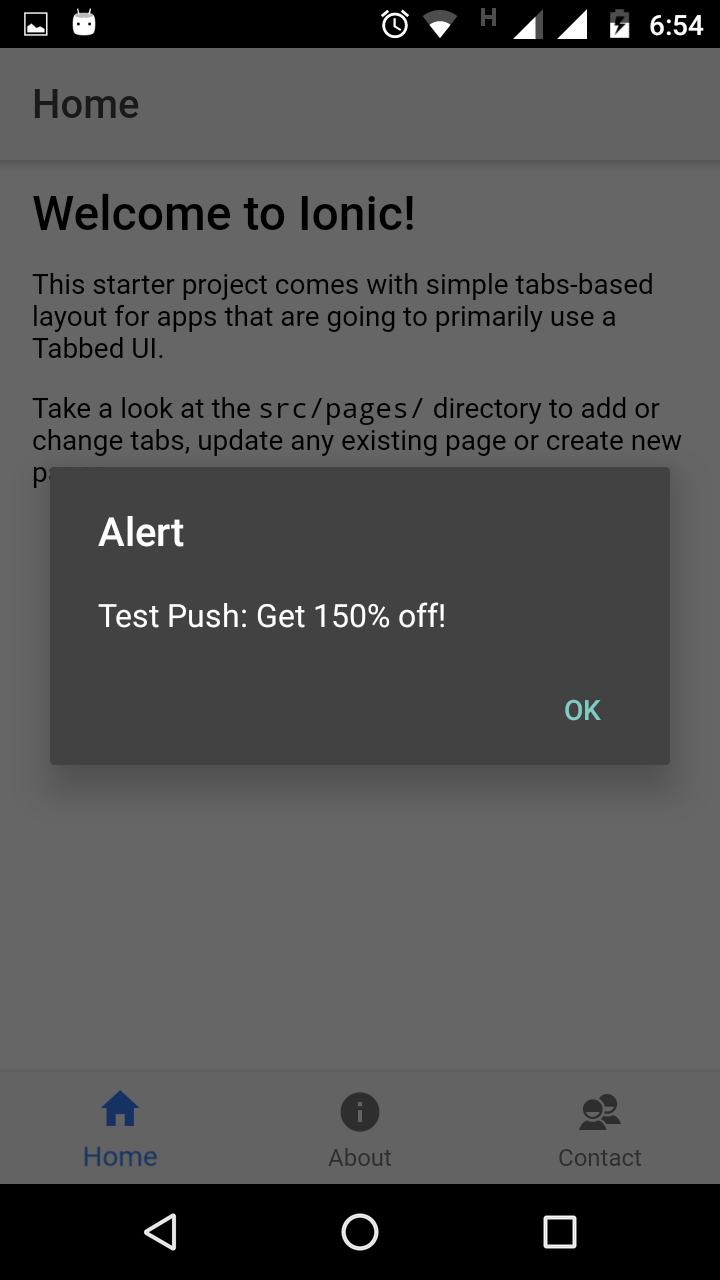 H 6:54
Home
Welcome to Ionic!
This starter project comes with simple tabs-based
layout for apps that are going to primarily use a
Tabbed UI.
Take a look at the src/pages/ directory to add or
change tabs, update any existing page or create new
Alert
Test Push: Get 150% off!
OK
Home About Contact